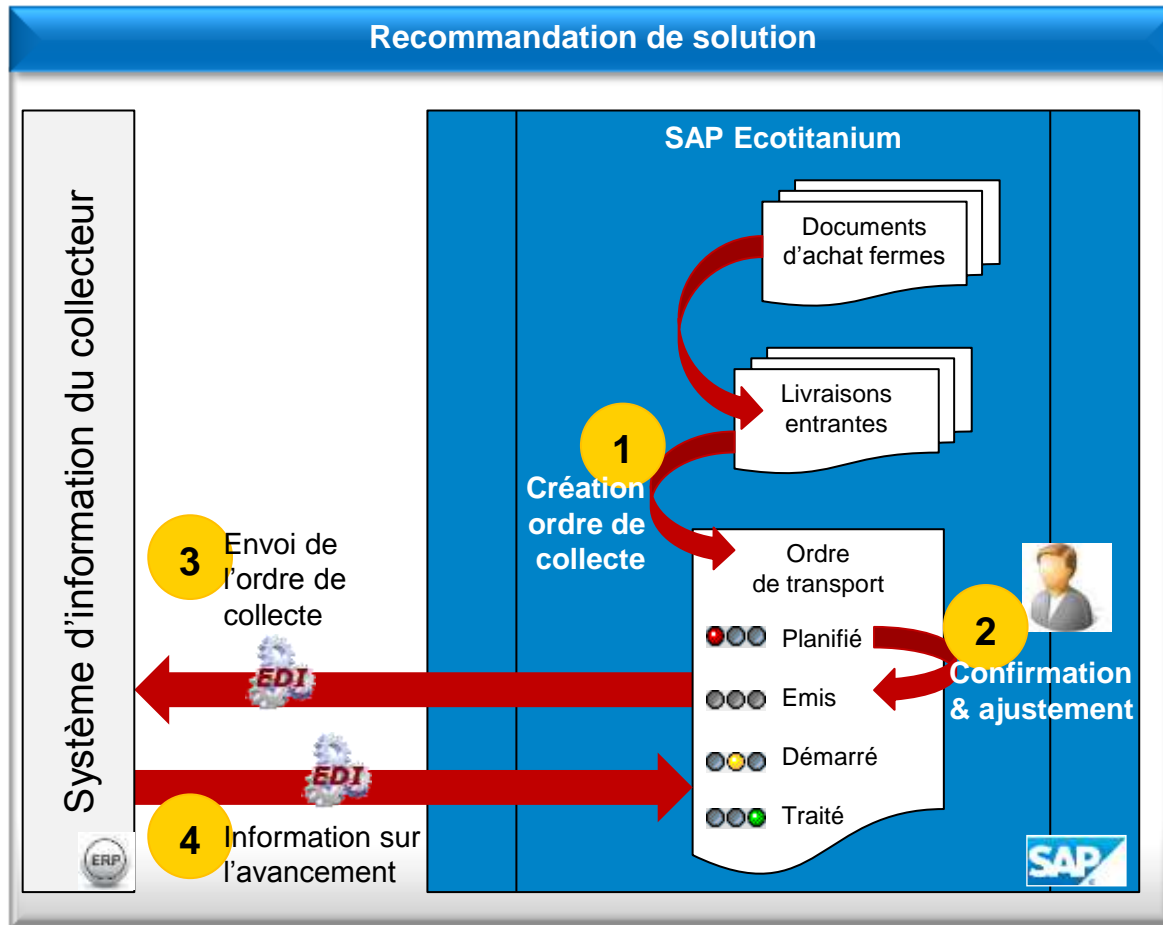 Recommandation de solution
Système d'information du collecteur
ERP
SAP Ecotitanium
Documents
d'achat fermes
Livraisons
entrantes
1
Création
ordre de
collecte
Ordre
de transport
Planifié
Emis
Démarré
Traité
2
Confirmation
& ajustement
3
Envoi de
l'ordre de
collecte
EDI
EDI
4
Information sur
l'avancement
SAP